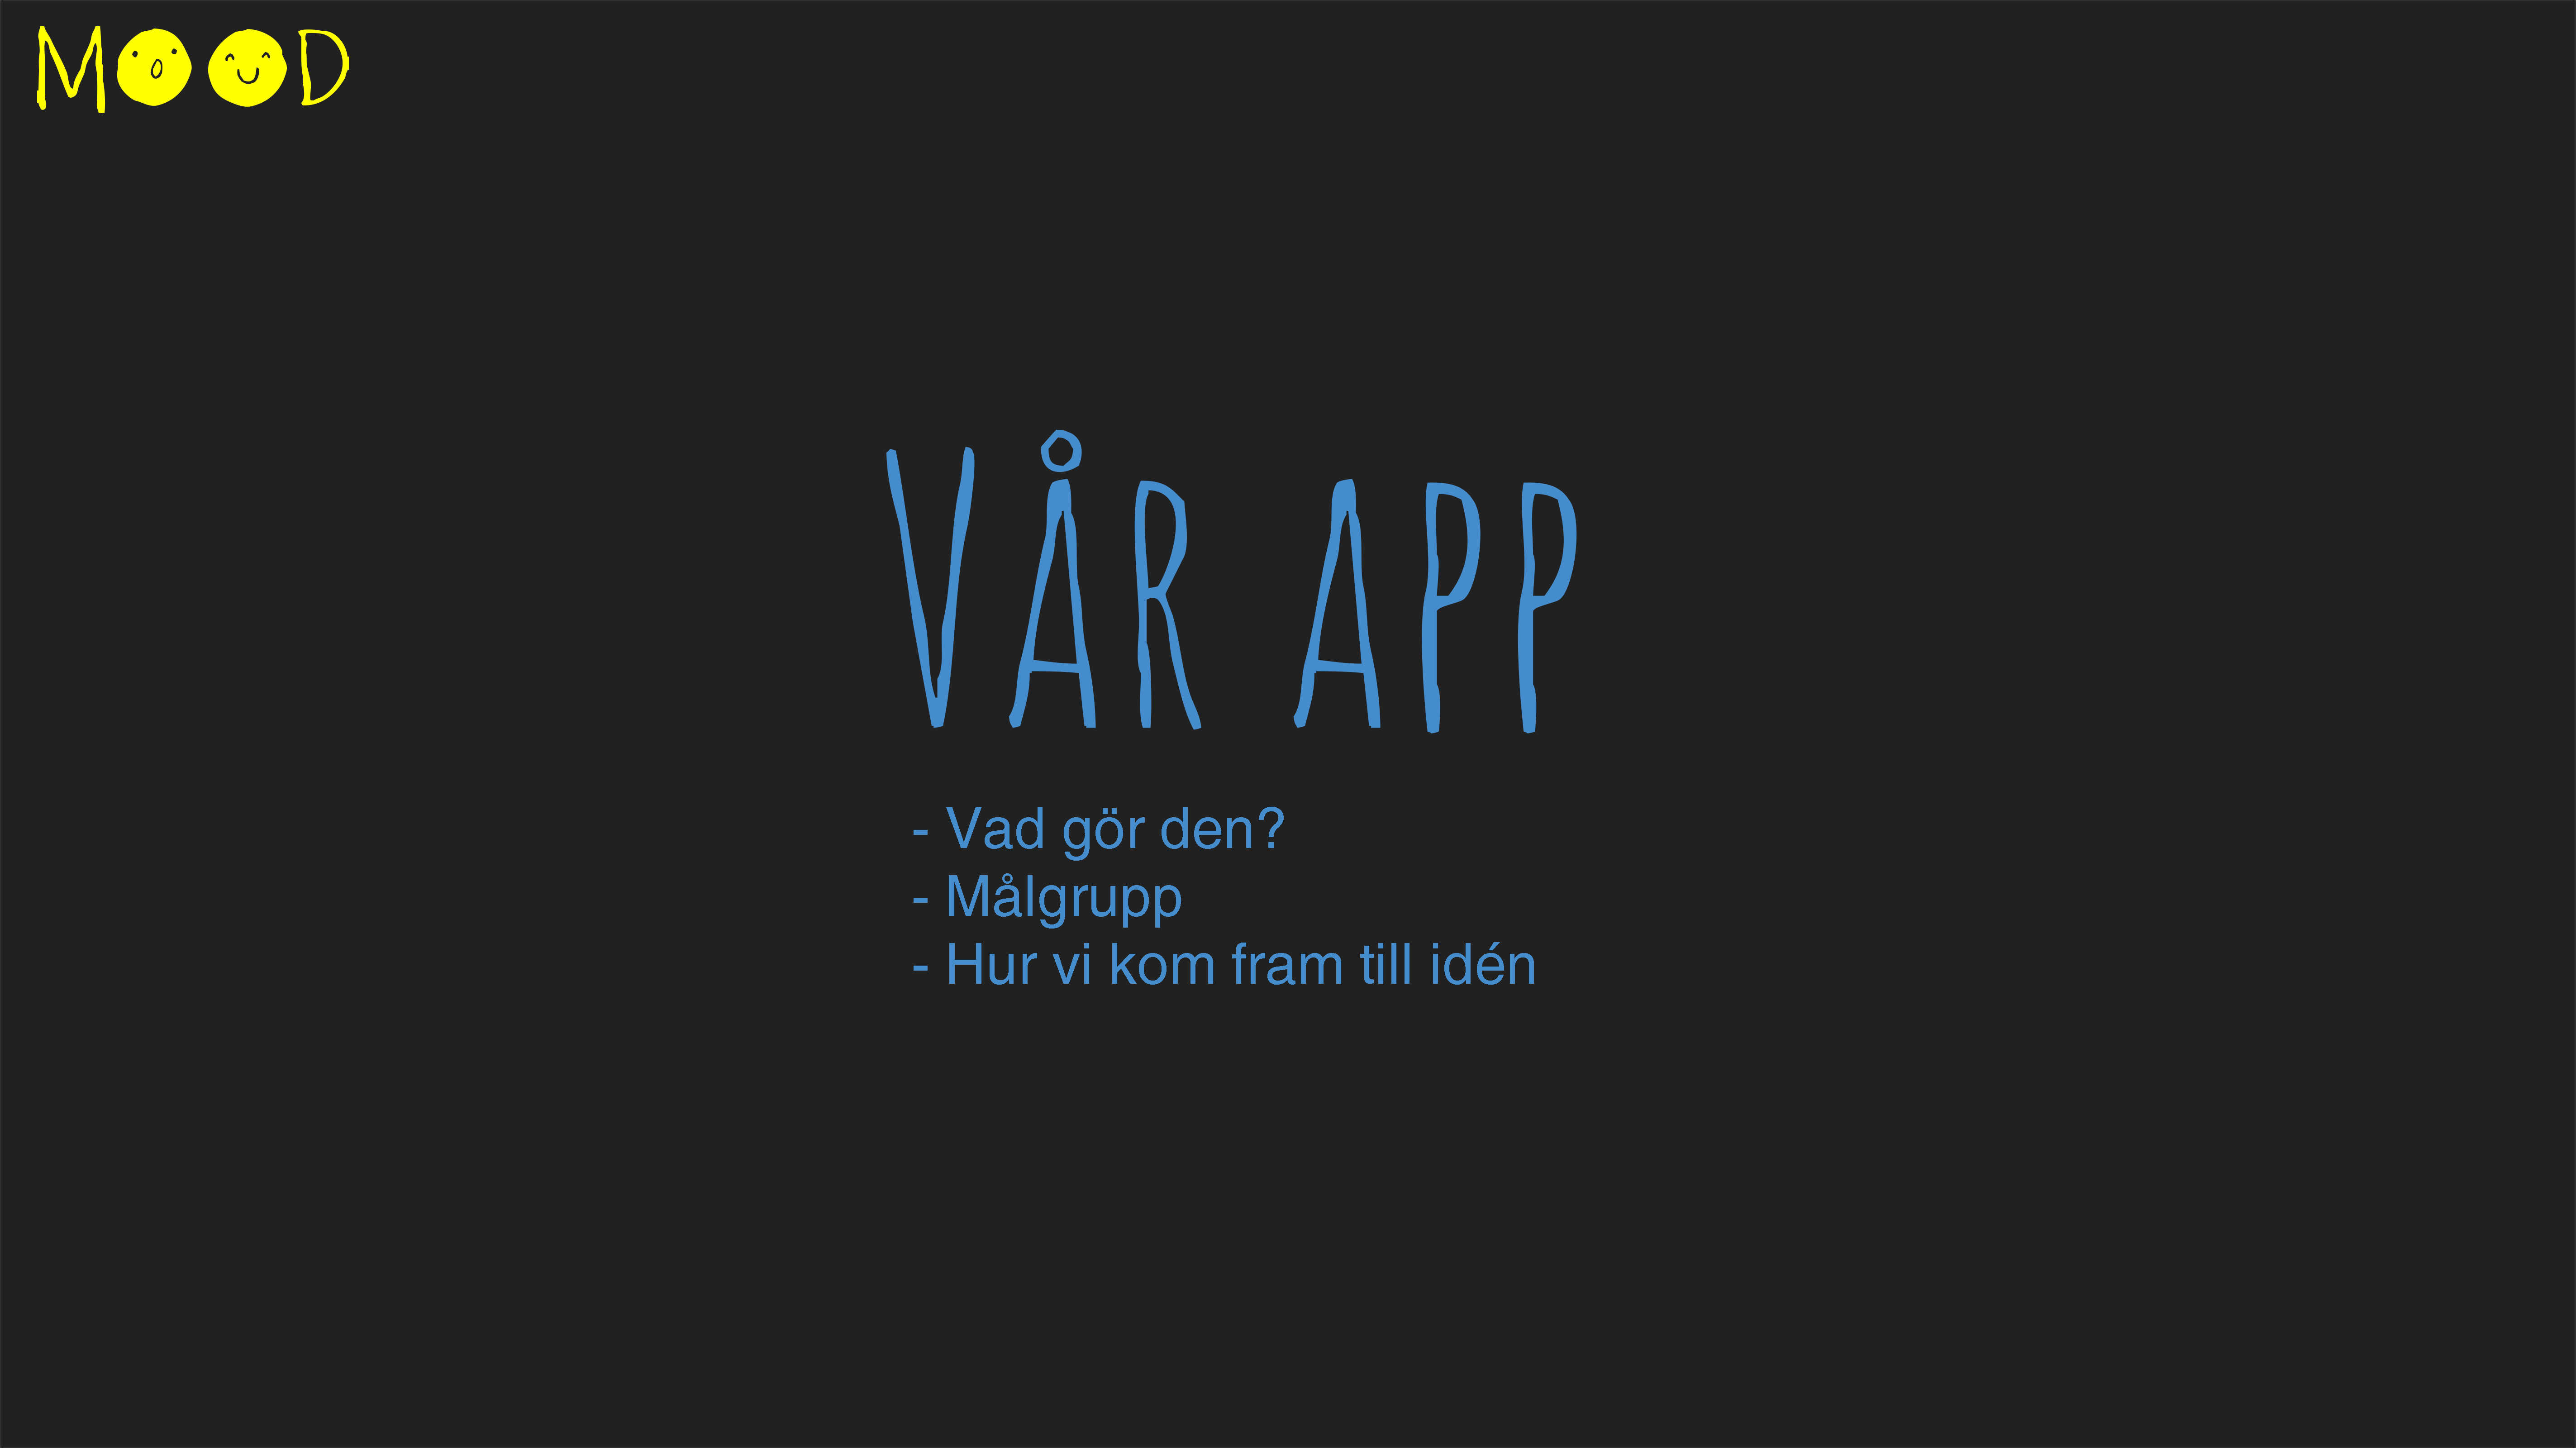 MOOD
VÅR APP
- Vad gör den?
- Målgrupp
- Hur vi kom fram till idén